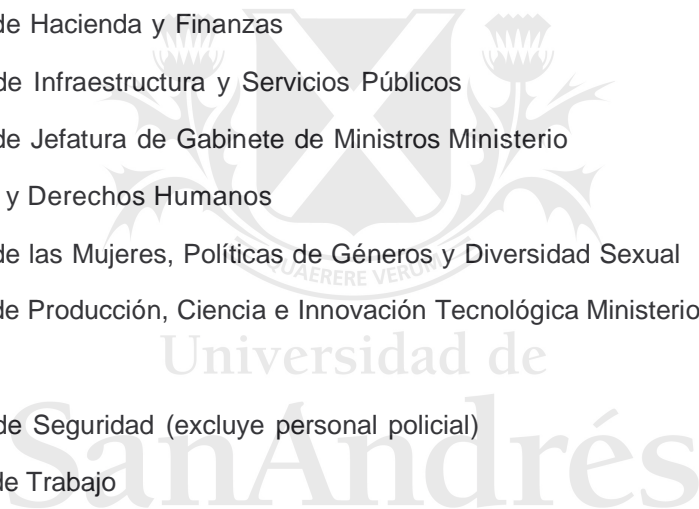 de Hacienda y Finanzas
de Infraestructura y Servicios Públicos
de Jefatura de Gabinete de Ministros Ministerio
y Derechos Humanos
de las Mujeres, Políticas de Géneros y Diversidad Sexual
QUAERERE VERUM
de Producción, Ciencia e Innovación Tecnológica Ministerio
Universidad de
de Seguridad (excluye personal policial)
SanAndrés
de Trabajo